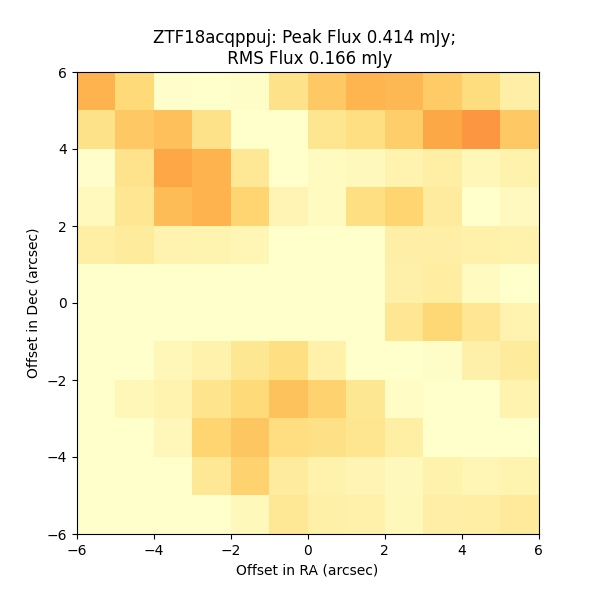 ZTF18acqppuj: Peak Flux 0.414 mJy;
RMS Flux 0.166 mJy
6
4
2
0
−2
−4
−6
Offset in Dec (arcsec)
−6 −4 −2 0 2 4 6
Offset in RA (arcsec)